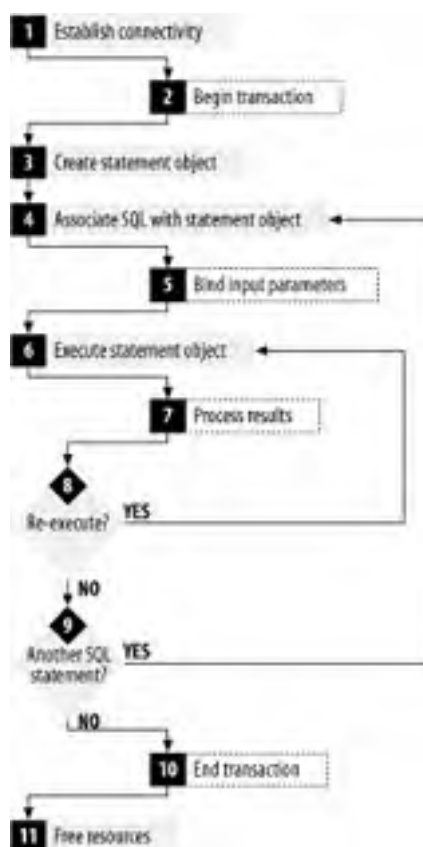 1 Establish connectivity
2 Begin transaction
3 Create statement object
4 Associate SQL with statement object
5 Bind input parameters
6 Execute statement object
7 Process results
8
Re-execute?
YES
NO
9
Another SQL
statement?
YES
NO
10 End transaction
11 Free resources